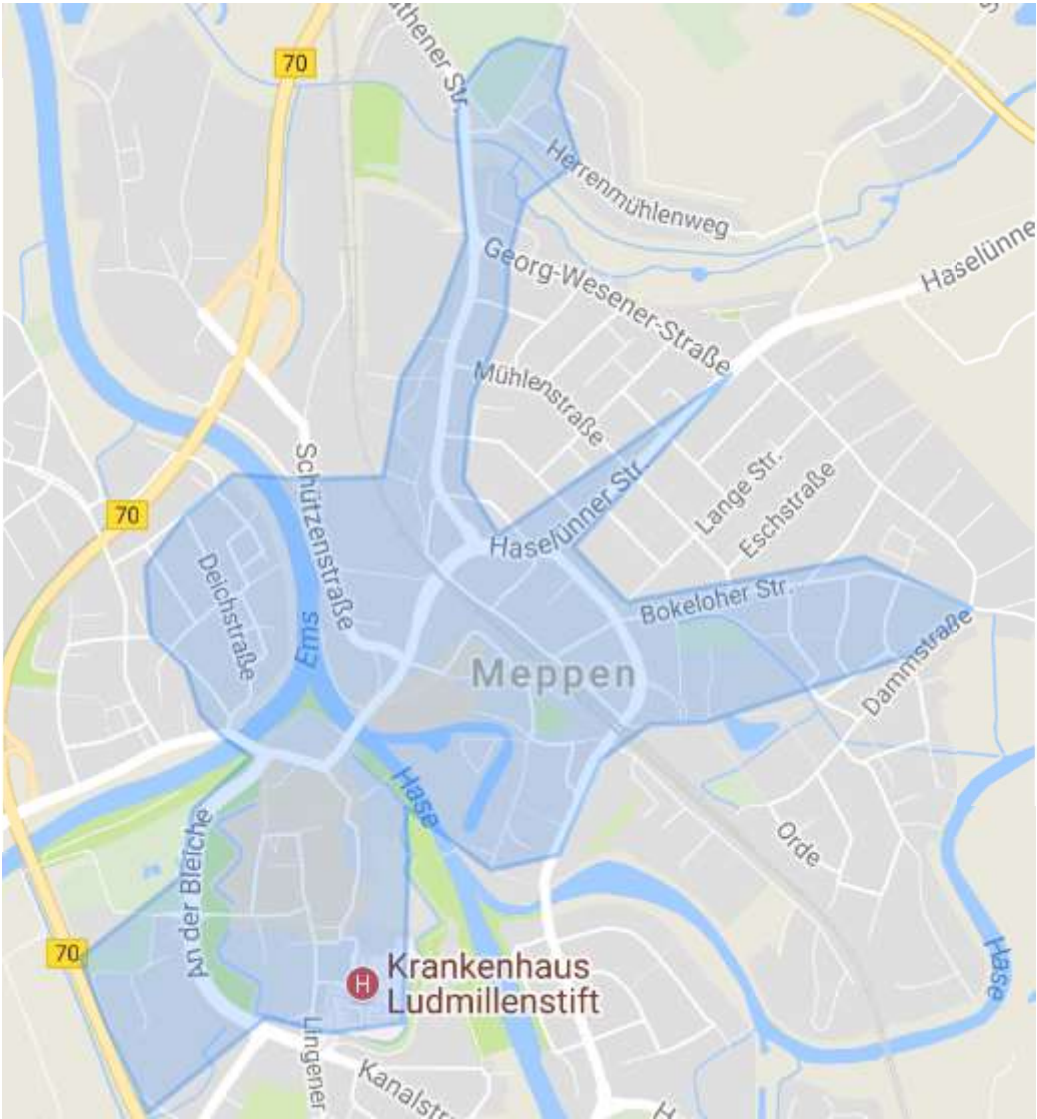 70
Herrenmühlenweg
Georg-Wesener-Straße
Haselünne
Mühlenstraße
Schützenstraße
Haselünner Str.
Lange Str.
Eschstraße
70
Deichstraße
Bokeloher Str.
Ems
Meppen
Dammstraße
Hase
An der Bleiche
Orde
70
Krankenhaus
Ludmillenstift
H
Hase
Lingener
Kanalstr
H